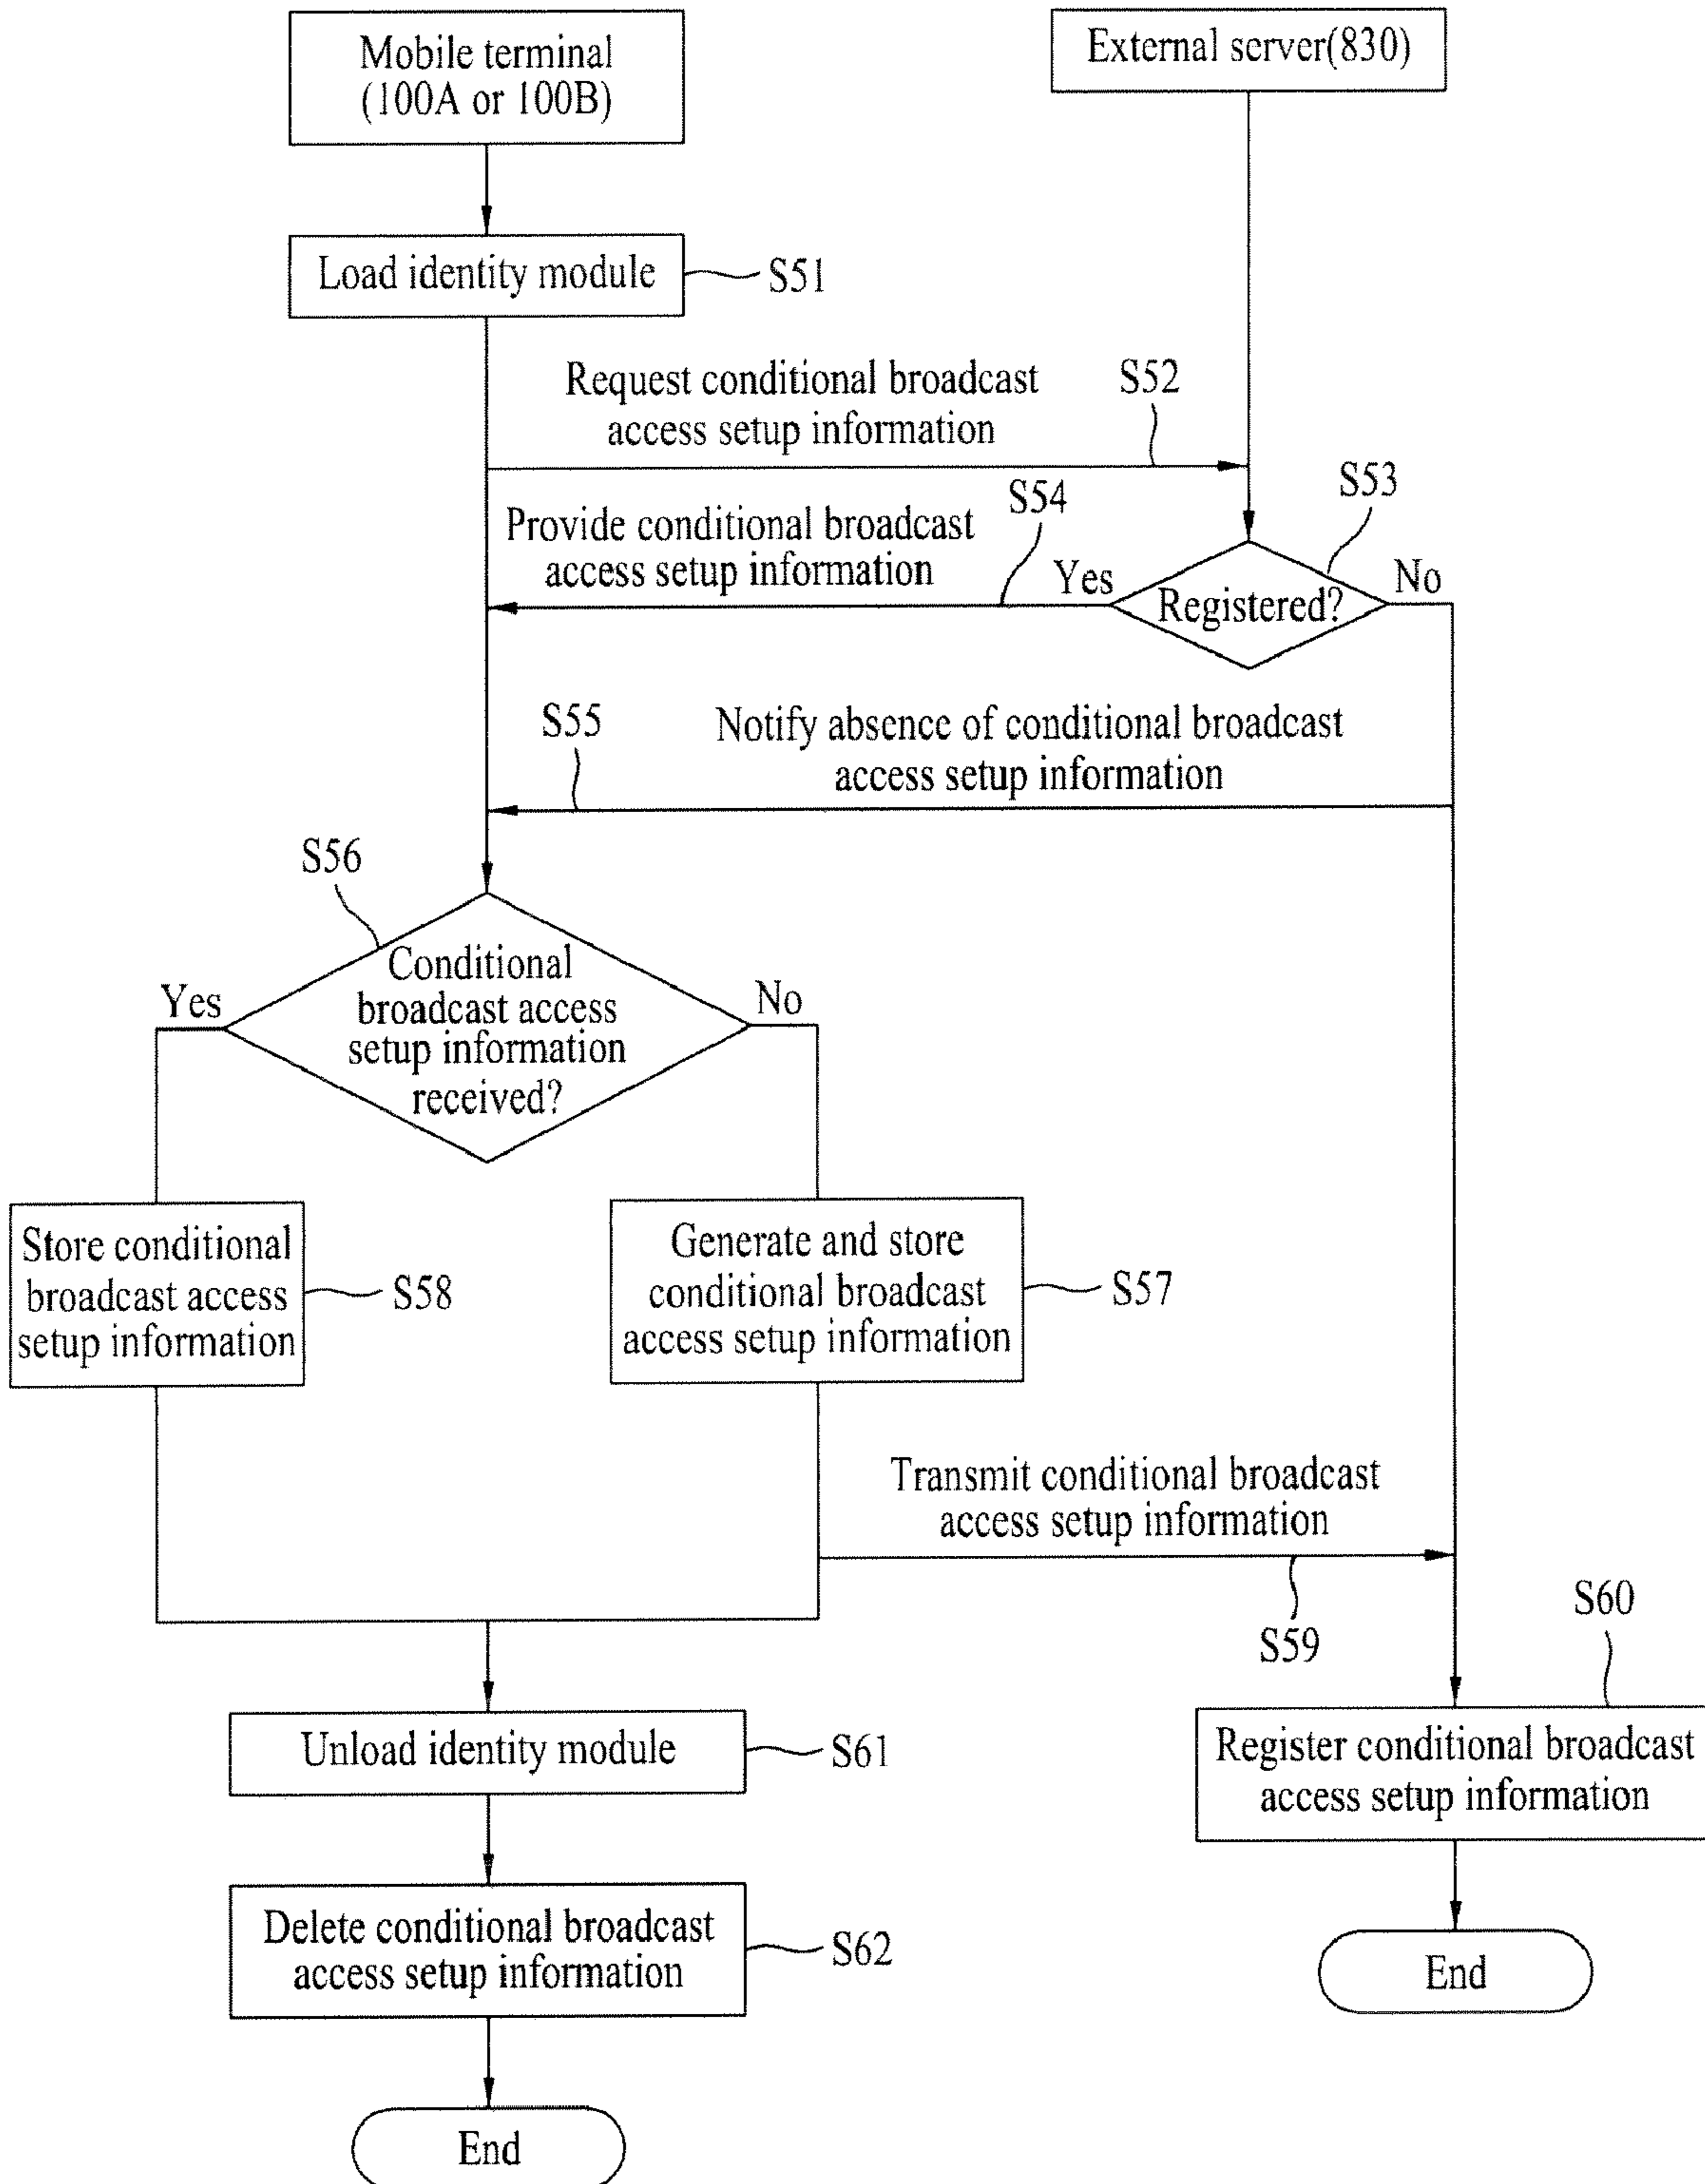 Mobile terminal
(100A or 100B)
External server(830)
Load identity module
S51
Request conditional broadcast
access setup information
S52
S53
S54
Provide conditional broadcast
access setup information
Yes
Registered?
No
S55
Notify absence of conditional broadcast
access setup information
S56
Conditional
broadcast access
setup information
received?
Yes
No
Store conditional
broadcast access
setup information
S58
Generate and store
conditional broadcast
access setup information
S57
Transmit conditional broadcast
access setup information
S59
S60
Unload identity module
S61
Register conditional broadcast
access setup information
Delete conditional broadcast
access setup information
S62
End
End